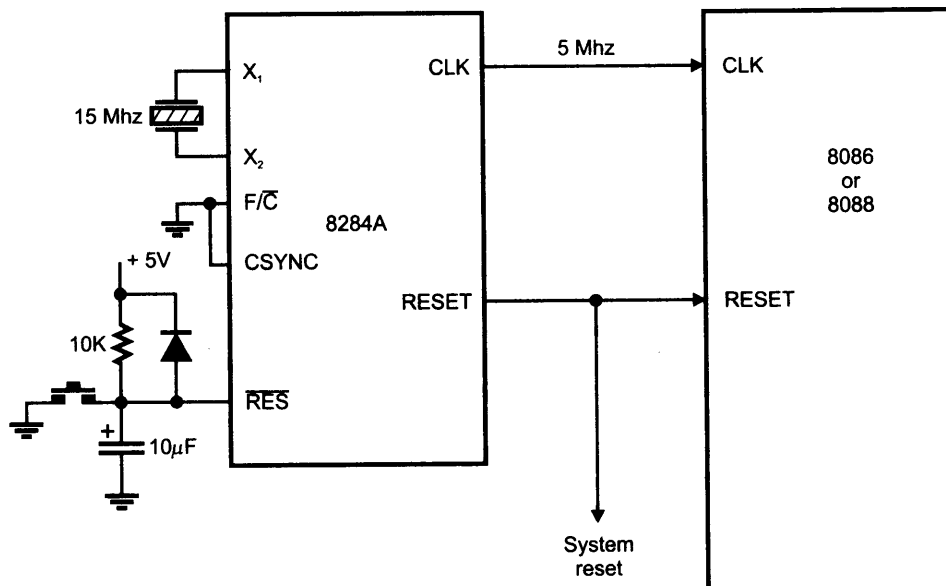 X₁
CLK
5 Mhz
CLK
15 Mhz
X₂
8086
or
8088
F/C̅
8284A
CSYNC
+ 5V
RESET
RESET
10K
R̅E̅S̅
+
10μF
System
reset